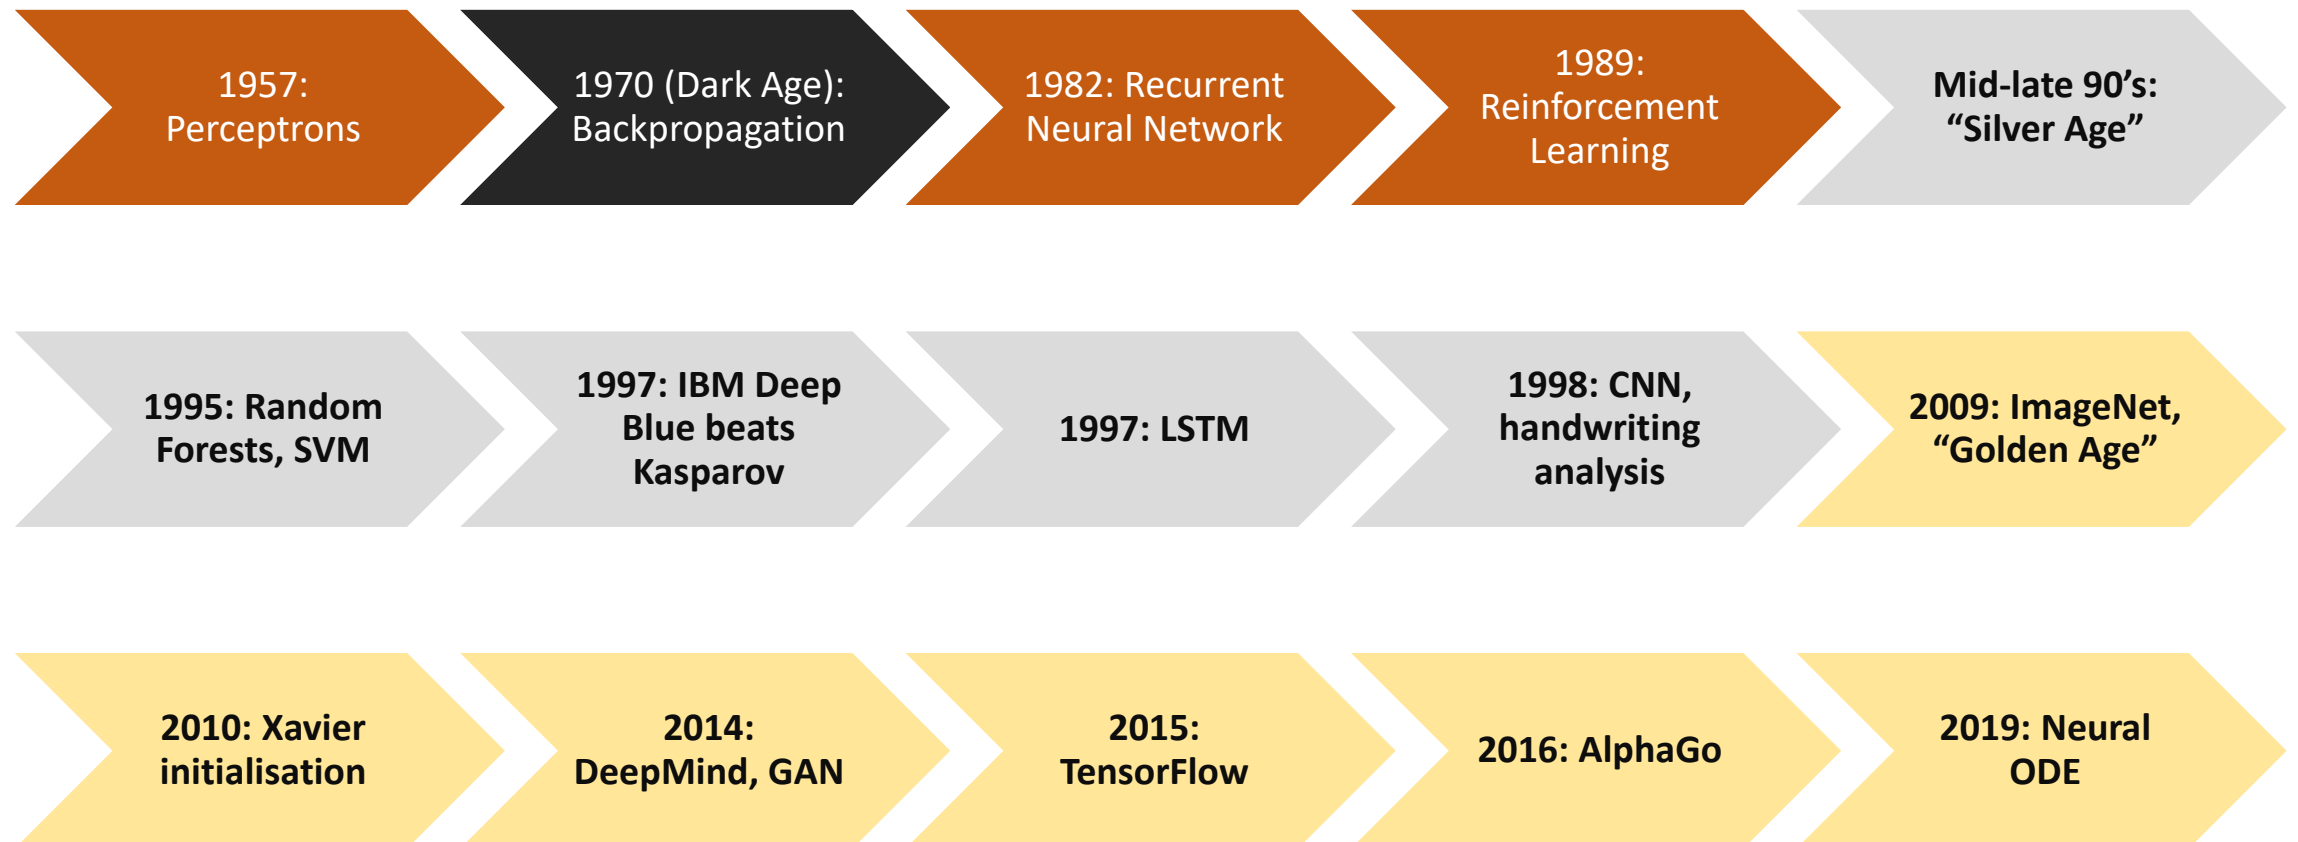 1957:
Perceptrons
1970 (Dark Age):
Backpropagation
1982: Recurrent
Neural Network
1989:
Reinforcement
Learning
Mid-late 90’s:
“Silver Age”
1995: Random
Forests, SVM
1997: IBM Deep
Blue beats
Kasparov
1997: LSTM
1998: CNN,
handwriting
analysis
2009: ImageNet,
“Golden Age”
2010: Xavier
initialisation
2014:
DeepMind, GAN
2015:
TensorFlow
2016: AlphaGo
2019: Neural
ODE